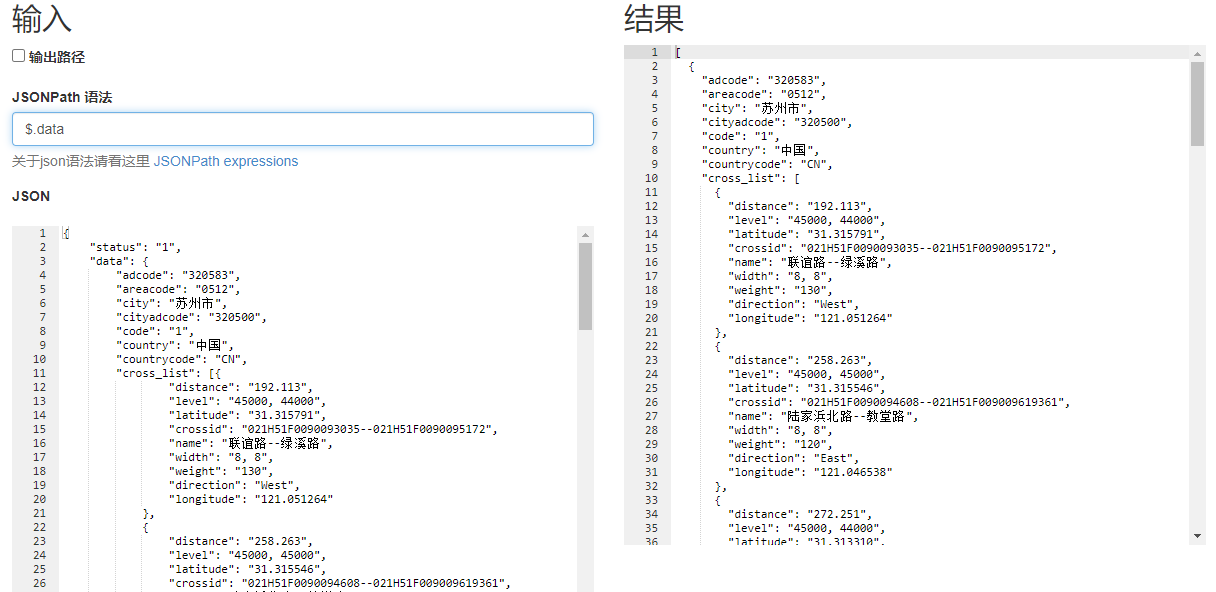 输入
输出路径
JSONPath 语法
$.data
关于json语法请看这里 JSONPath expressions
JSON
1 {
2 "status": "1",
3 "data": {
4 "adcode": "320583",
5 "areacode": "0512",
6 "city": "苏州市",
7 "cityadcode": "320500",
8 "code": "1",
9 "country": "中国",
10 "countrycode": "CN",
11 "cross_list": [{
12 "distance": "192.113",
13 "level": "45000, 44000",
14 "latitude": "31.315791",
15 "crossid": "021H51F0090093035--021H51F0090095172",
16 "name": "联谊路--绿溪路",
17 "width": "8, 8",
18 "weight": "130",
19 "direction": "West",
20 "longitude": "121.051264"
21 },
22 {
23 "distance": "258.263",
24 "level": "45000, 45000",
25 "latitude": "31.315546",
26 "crossid": "021H51F0090094608--021H51F009009619361",
结果
1 [
2 {
3 "adcode": "320583",
4 "areacode": "0512",
5 "city": "苏州市",
6 "cityadcode": "320500",
7 "code": "1",
8 "country": "中国",
9 "countrycode": "CN",
10 "cross_list": [
11 {
12 "distance": "192.113",
13 "level": "45000, 44000",
14 "latitude": "31.315791",
15 "crossid": "021H51F0090093035--021H51F0090095172",
16 "name": "联谊路--绿溪路",
17 "width": "8, 8",
18 "weight": "130",
19 "direction": "West",
20 "longitude": "121.051264"
21 },
22 {
23 "distance": "258.263",
24 "level": "45000, 45000",
25 "latitude": "31.315546",
26 "crossid": "021H51F0090094608--021H51F009009619361",
27 "name": "陆家浜北路--教堂路",
28 "width": "8, 8",
29 "weight": "120",
30 "direction": "East",
31 "longitude": "121.046538"
32 },
33 {
34 "distance": "272.251",
35 "level": "45000, 44000",
36 "latitude": "31.313310",